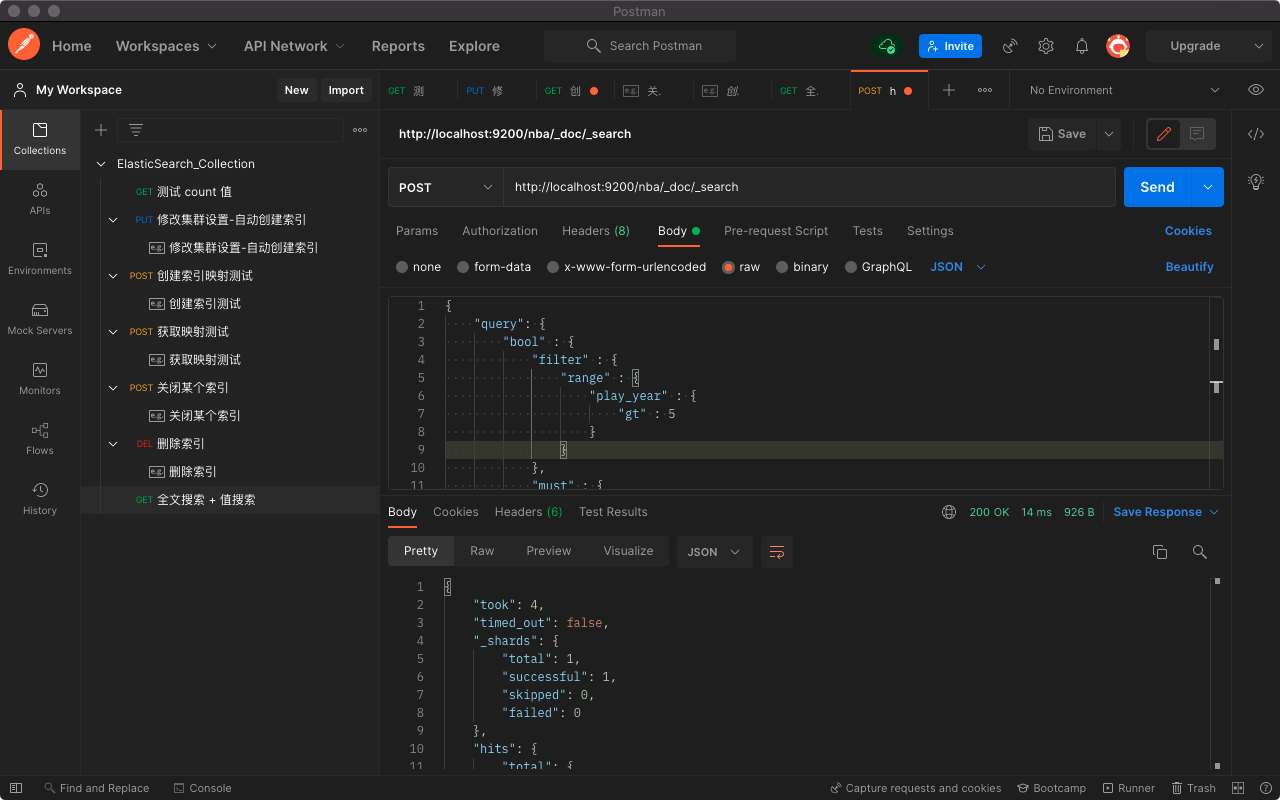 Postman
Home Workspaces API Network Reports Explore Search Postman Invite Upgrade
My Workspace New Import GET 测 PUT 修 GET 创 e.g. 关. e.g. 创. GET 全. POST h No Environment
Collections
APIs
Environments
Mock Servers
Monitors
Flows
History
ElasticSearch_Collection
GET 测试 count 值
PUT 修改集群设置-自动创建索引
e.g. 修改集群设置-自动创建索引
POST 创建索引映射测试
e.g. 创建索引测试
POST 获取映射测试
e.g. 获取映射测试
POST 关闭某个索引
e.g. 关闭某个索引
DEL 删除索引
e.g. 删除索引
GET 全文搜索 + 值搜索
http://localhost:9200/nba/_doc/_search Save
POST http://localhost:9200/nba/_doc/_search Send
Params Authorization Headers (8) Body Pre-request Script Tests Settings Cookies
none form-data x-www-form-urlencoded raw binary GraphQL JSON Beautify
1 {
2 "query": {
3 "bool" : {
4 "filter" : {
5 "range" : {
6 "play_year" : {
7 "gt" : 5
8 }
9 }
10 },
11 "must" : {
Body Cookies Headers (6) Test Results 200 OK 14 ms 926 B Save Response
Pretty Raw Preview Visualize JSON
1 {
2 "took": 4,
3 "timed_out": false,
4 "_shards": {
5 "total": 1,
6 "successful": 1,
7 "skipped": 0,
8 "failed": 0
9 },
10 "hits": {
11 "total": {
Find and Replace Console Capture requests and cookies Bootcamp Runner Trash